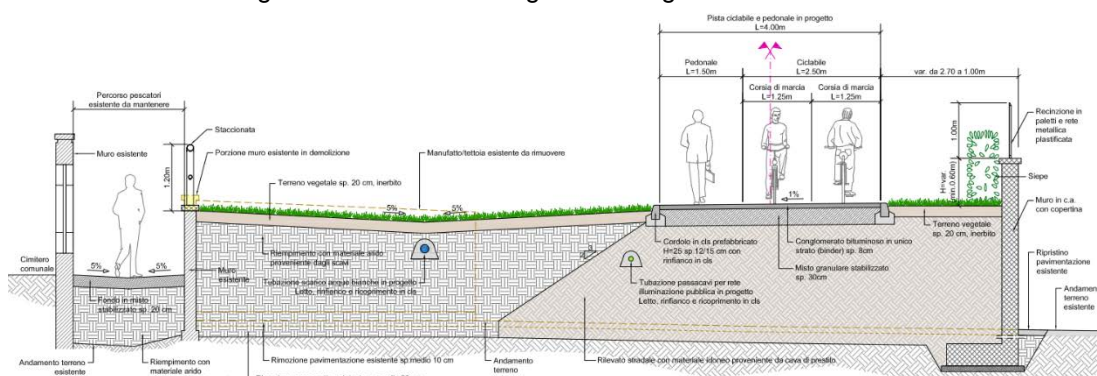 Pista ciclabile e pedonale in progetto
L=4.00m
Pedonale
L=1.50m
Ciclabile
L=2.50m
var. da 2.70 a 1.00m
Corsia di marcia
L=1.25m
Corsia di marcia
L=1.25m
Percorso pescatori
esistente da mantenere
Staccionata
Muro esistente
Porzione muro esistente in demolizione
Manufatto/tettoia esistente da rimuovere
Terreno vegetale sp. 20 cm, inerbito
1.20m
5%
5%
1%
1.00m
H=var.
(min.0.60m)
Recinzione in
paletti e rete
metallica
plastificata
Siepe
Muro in c.a.
con copertina
Terreno vegetale
sp. 20 cm, inerbito
Cimitero
comunale
5%
5%
Muro
esistente
Riempimento con materiale arido
proveniente dagli scavi
Tubazione scarico acque bianche in progetto
Letto, rinfianco e ricoprimento in cls
Cordolo in cls prefabbricato
H=25 sp.12/15 cm con
rinfianco in cls
Conglomerato bituminoso in unico
strato (binder) sp. 8cm
Misto granulare stabilizzato
sp. 30cm
Tubazione passacavi per rete
illuminazione pubblica in progetto
Letto, rinfianco e ricoprimento in cls
Ripristino
pavimentazione
esistente
Fondo in misto
stabilizzato sp. 20 cm
Andamento
terreno
esistente
Andamento terreno
esistente
Riempimento con
materiale arido
Rimozione pavimentazione esistente sp.medio 10 cm
Andamento
terreno
Rilevato stradale con materiale idoneo proveniente da cava di prestito